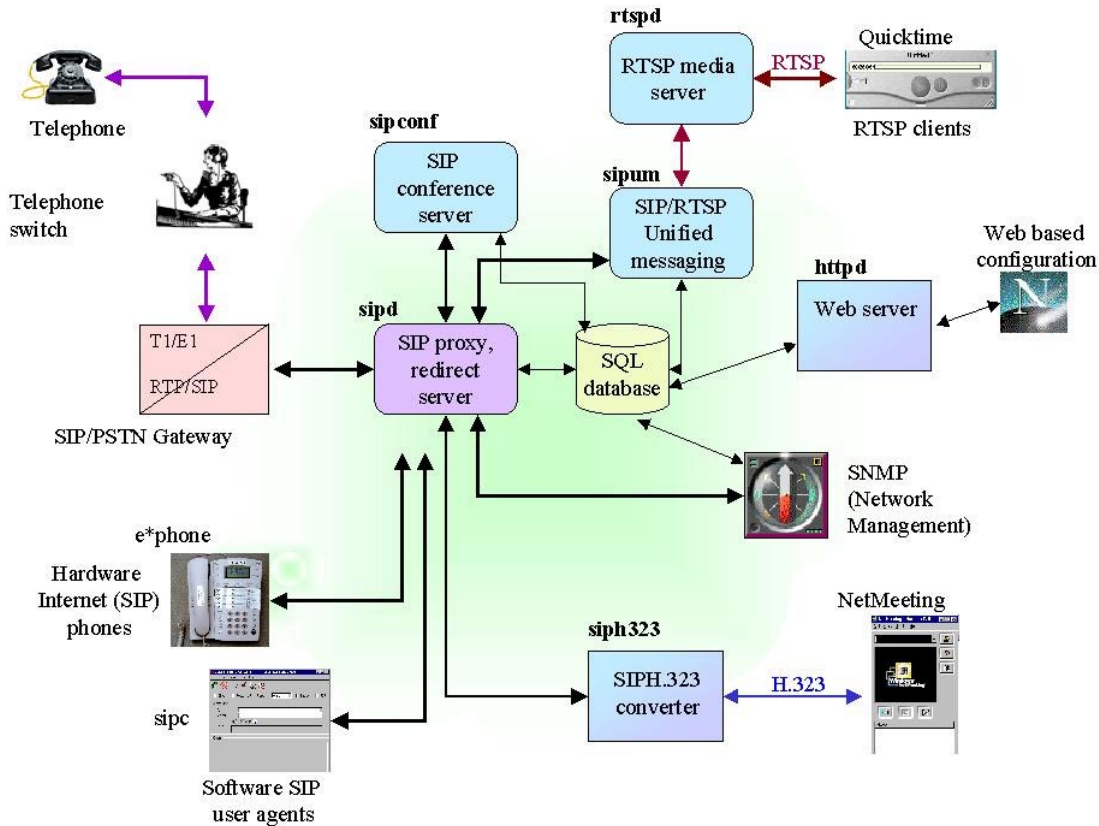 rtspd
RTSP media
server
RTSP
Quicktime
RTSP clients
Telephone
Telephone
switch
sipconf
SIP
conference
server
sipum
SIP/RTSP
Unified
messaging
httpd
Web server
Web based
configuration
N
sipd
SIP proxy,
redirect
server
SQL
database
T1/E1
RTP/SIP
SIP/PSTN Gateway
SNMP
(Network
Management)
e*phone
Hardware
Internet (SIP)
phones
sipc
Software SIP
user agents
siph323
SIPH.323
converter
H.323
NetMeeting